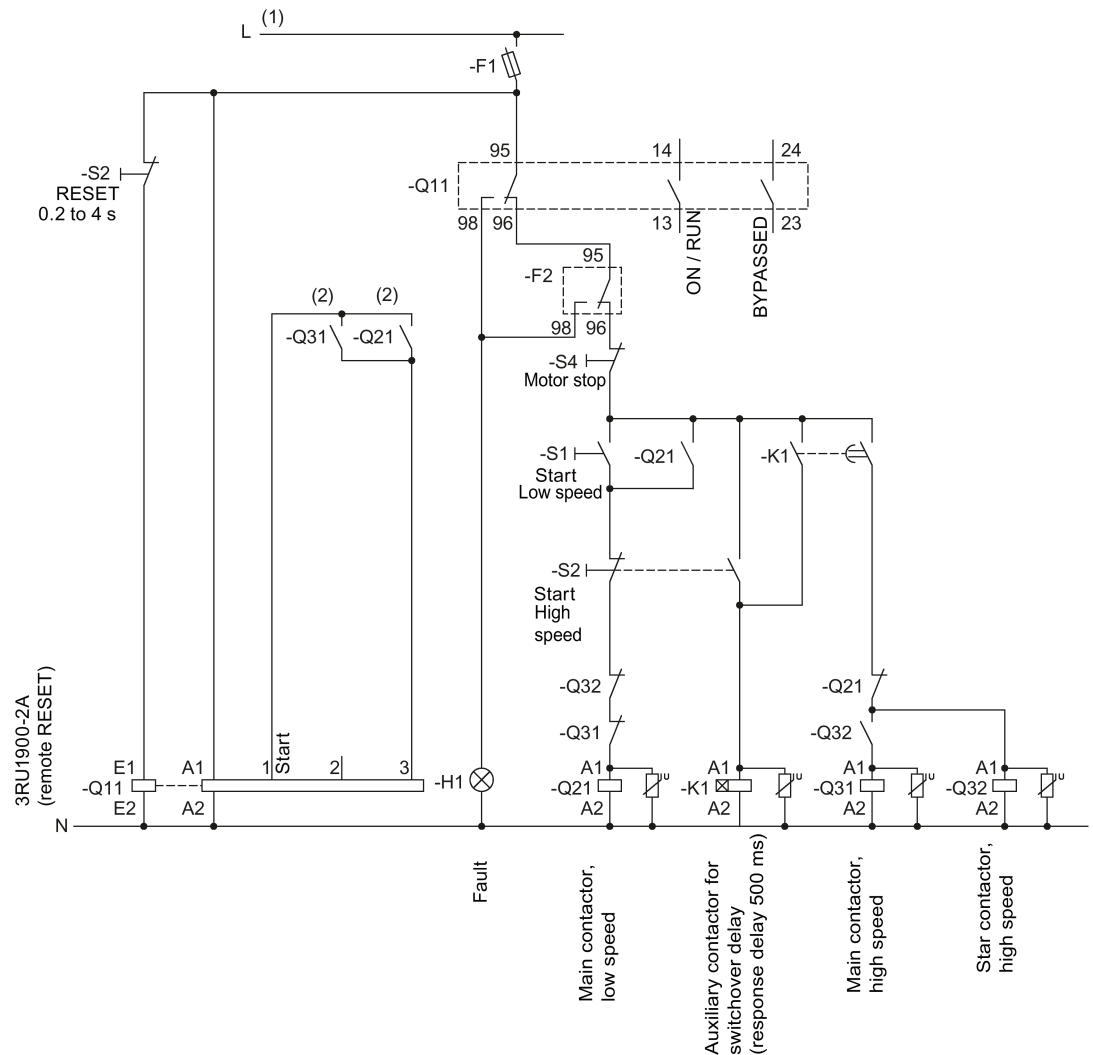 L (1)
-F1
-S2
RESET
0.2 to 4 s
-Q11
95
98 96
14
13
ON / RUN
24
23
BYPASSED
95
-F2
98 96
(2) (2)
-Q31 -Q21
-S4
Motor stop
-S1
Start
Low speed
-Q21
-K1
-S2
Start
High
speed
-Q32
-Q31
-Q21
-Q32
3RU1900-2A
(remote RESET)
E1
-Q11
E2
A1
A2
1 Start 2 3
-H1
A1
-Q21
A2
U
A1
-K1
A2
U
A1
-Q31
A2
U
A1
-Q32
A2
U
N
Fault
Main contactor,
low speed
Auxiliary contactor for
switchover delay
(response delay 500 ms)
Main contactor,
high speed
Star contactor,
high speed